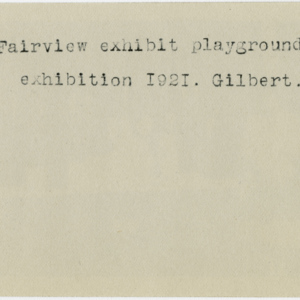 Fairview exhibit playground
exhibition I92I. Gilbert.